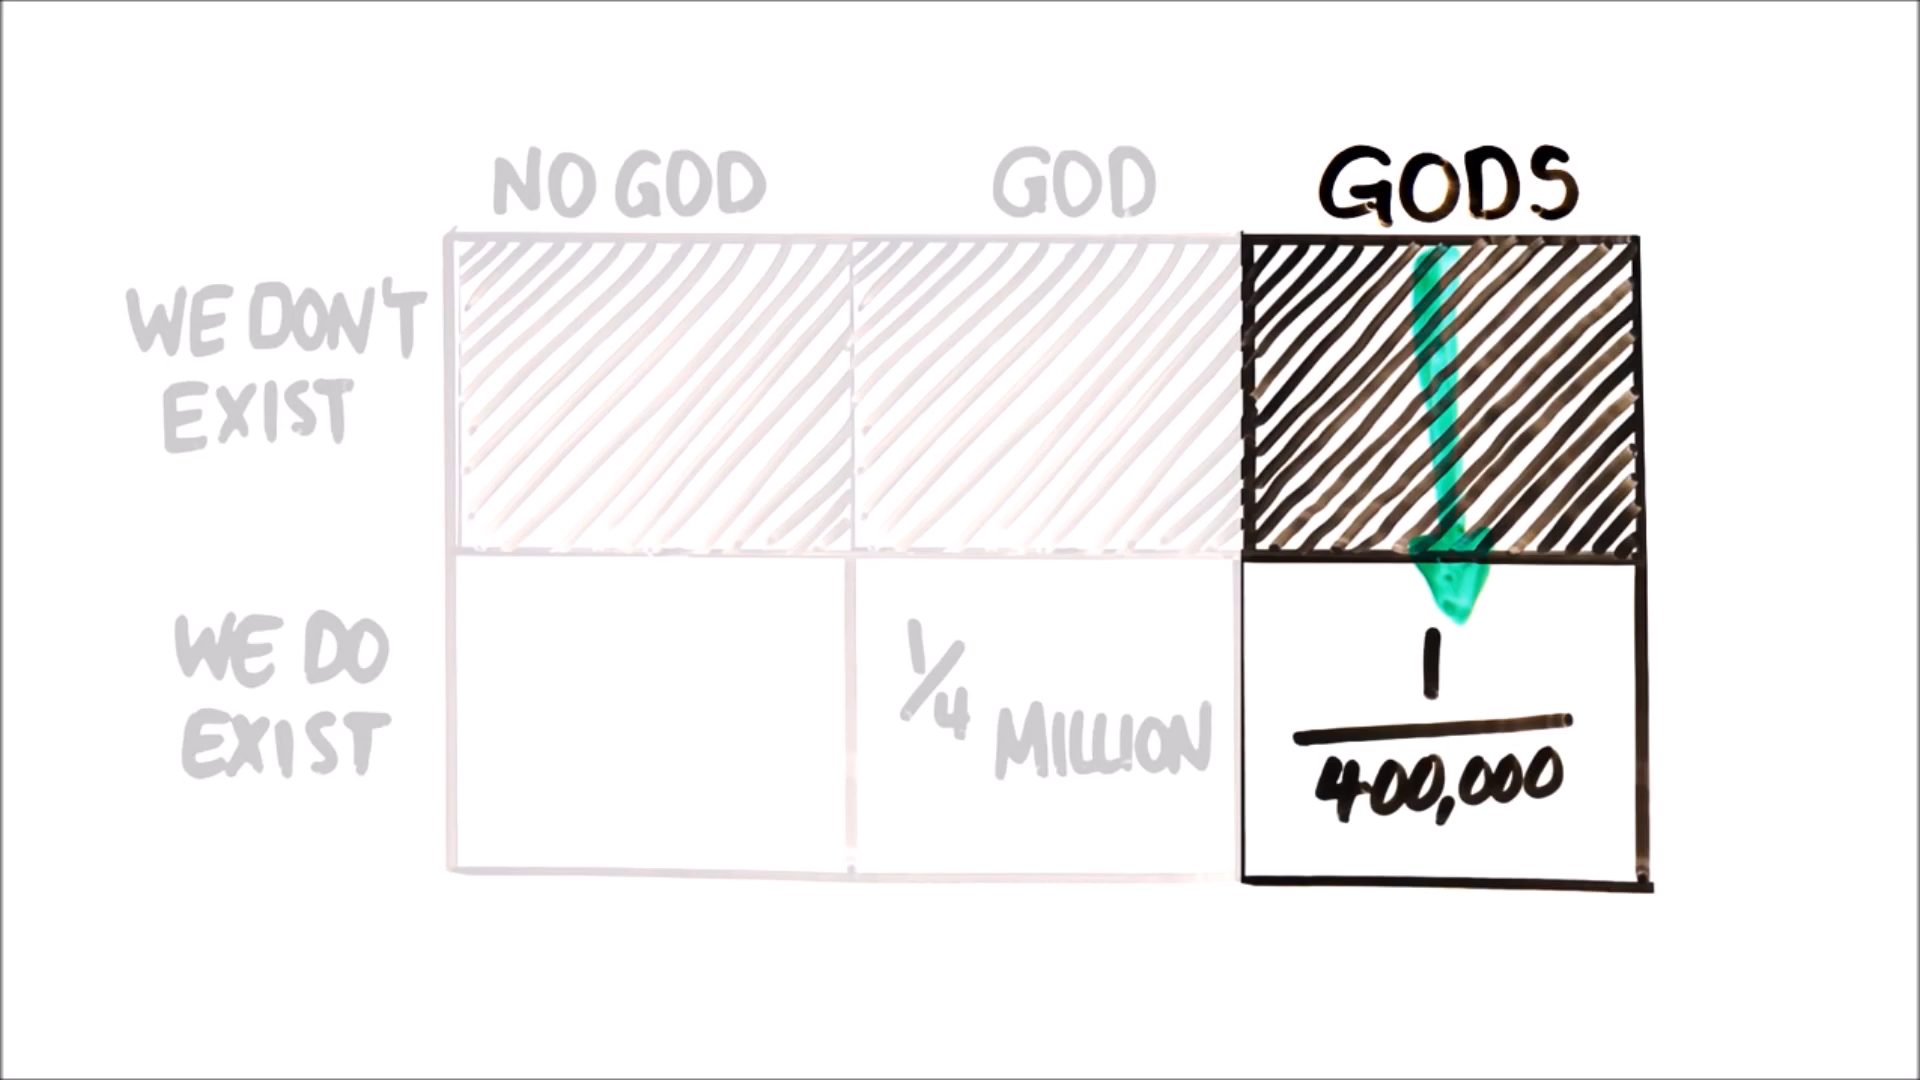 NO GOD GOD GODS
WE DON'T
EXIST
WE DO
EXIST
1/4 MILLION
1
400,000